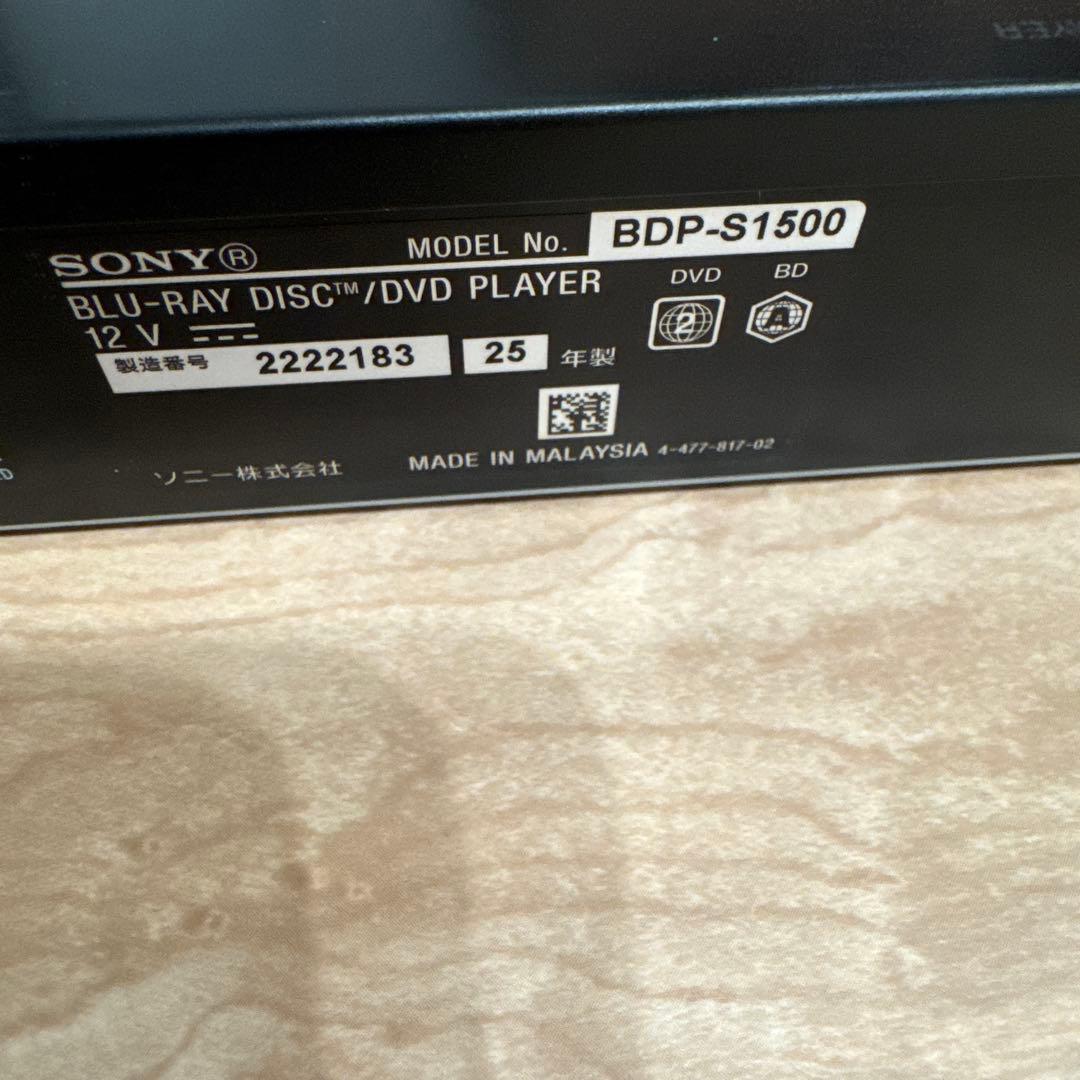 SONY® MODEL No. BDP-S1500
BLU-RAY DISC™/DVD PLAYER
DVD BD
12 V
2 A
製造番号 2222183 25 年製
ソニー株式会社 MADE IN MALAYSIA 4-477-817-02